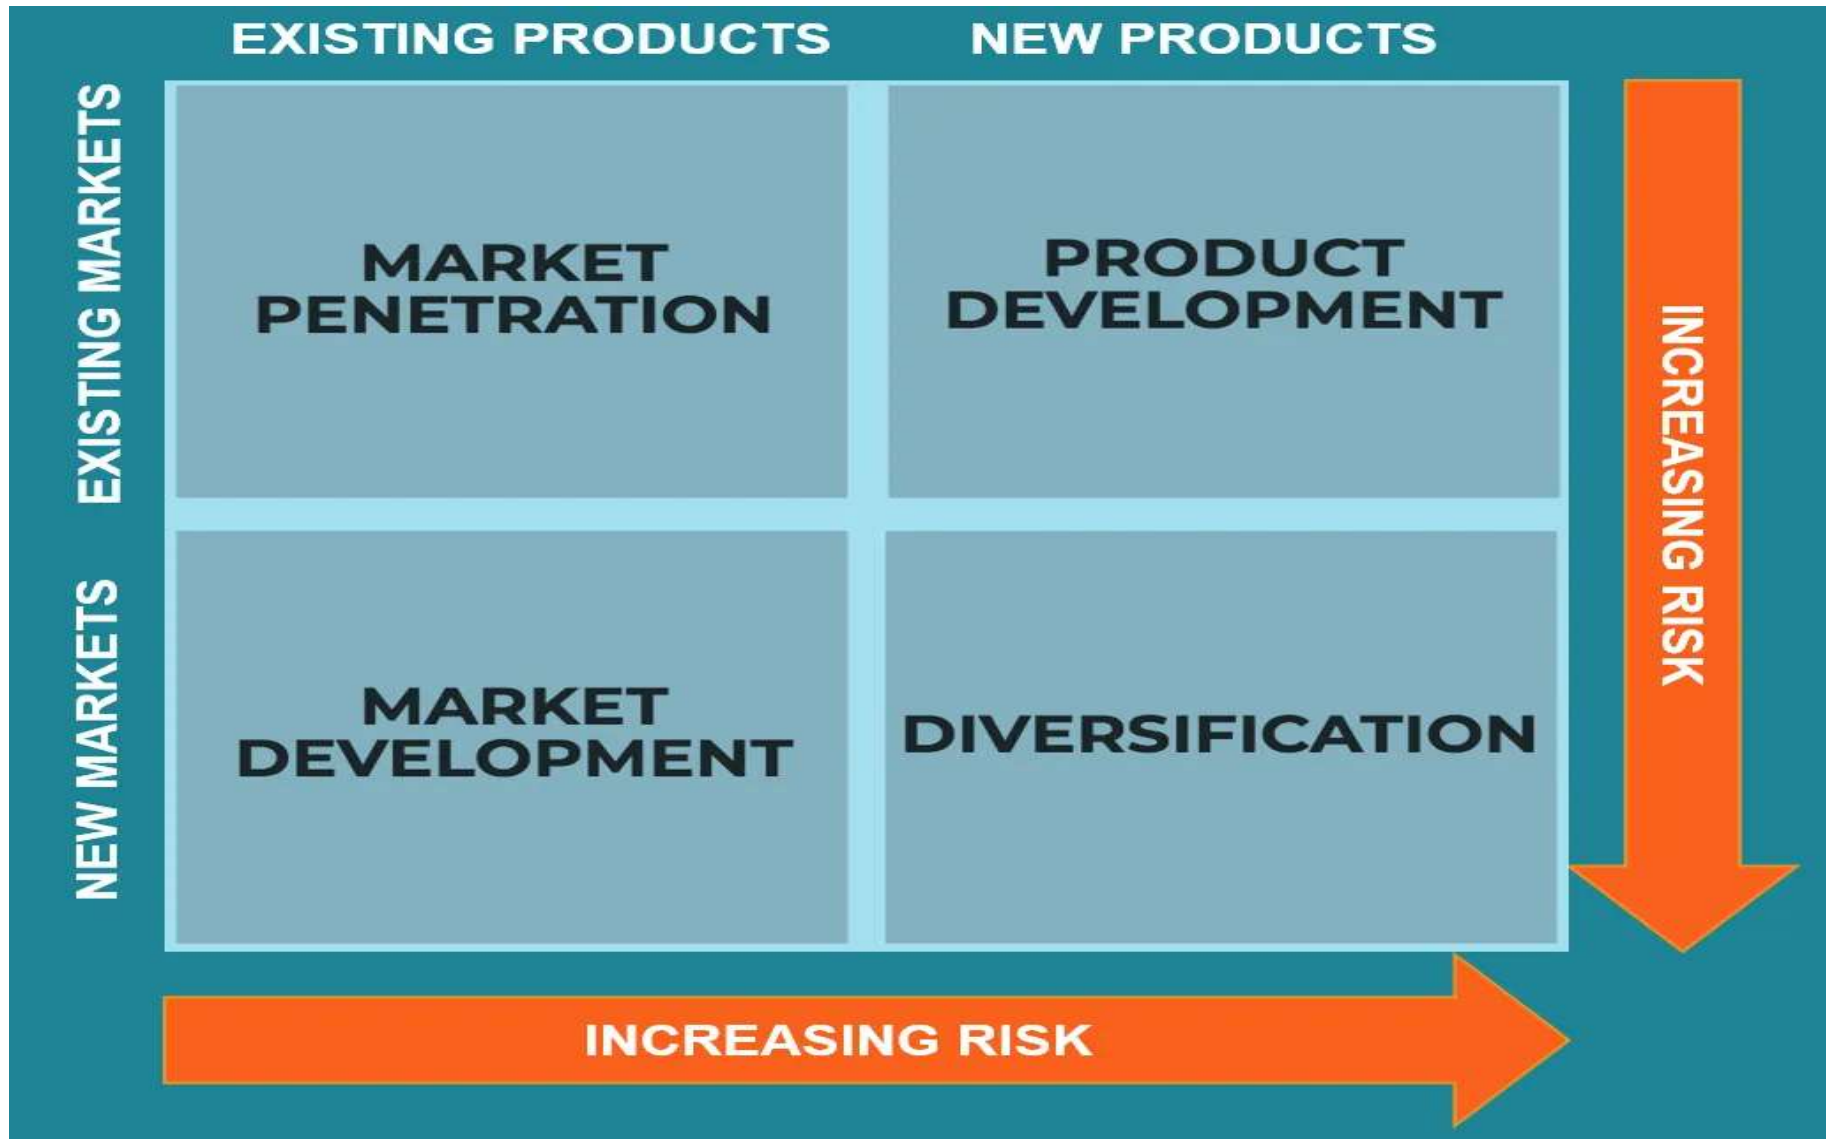 EXISTING PRODUCTS
NEW PRODUCTS
EXISTING MARKETS
MARKET
PENETRATION
PRODUCT
DEVELOPMENT
NEW MARKETS
MARKET
DEVELOPMENT
DIVERSIFICATION
INCREASING RISK
INCREASING RISK